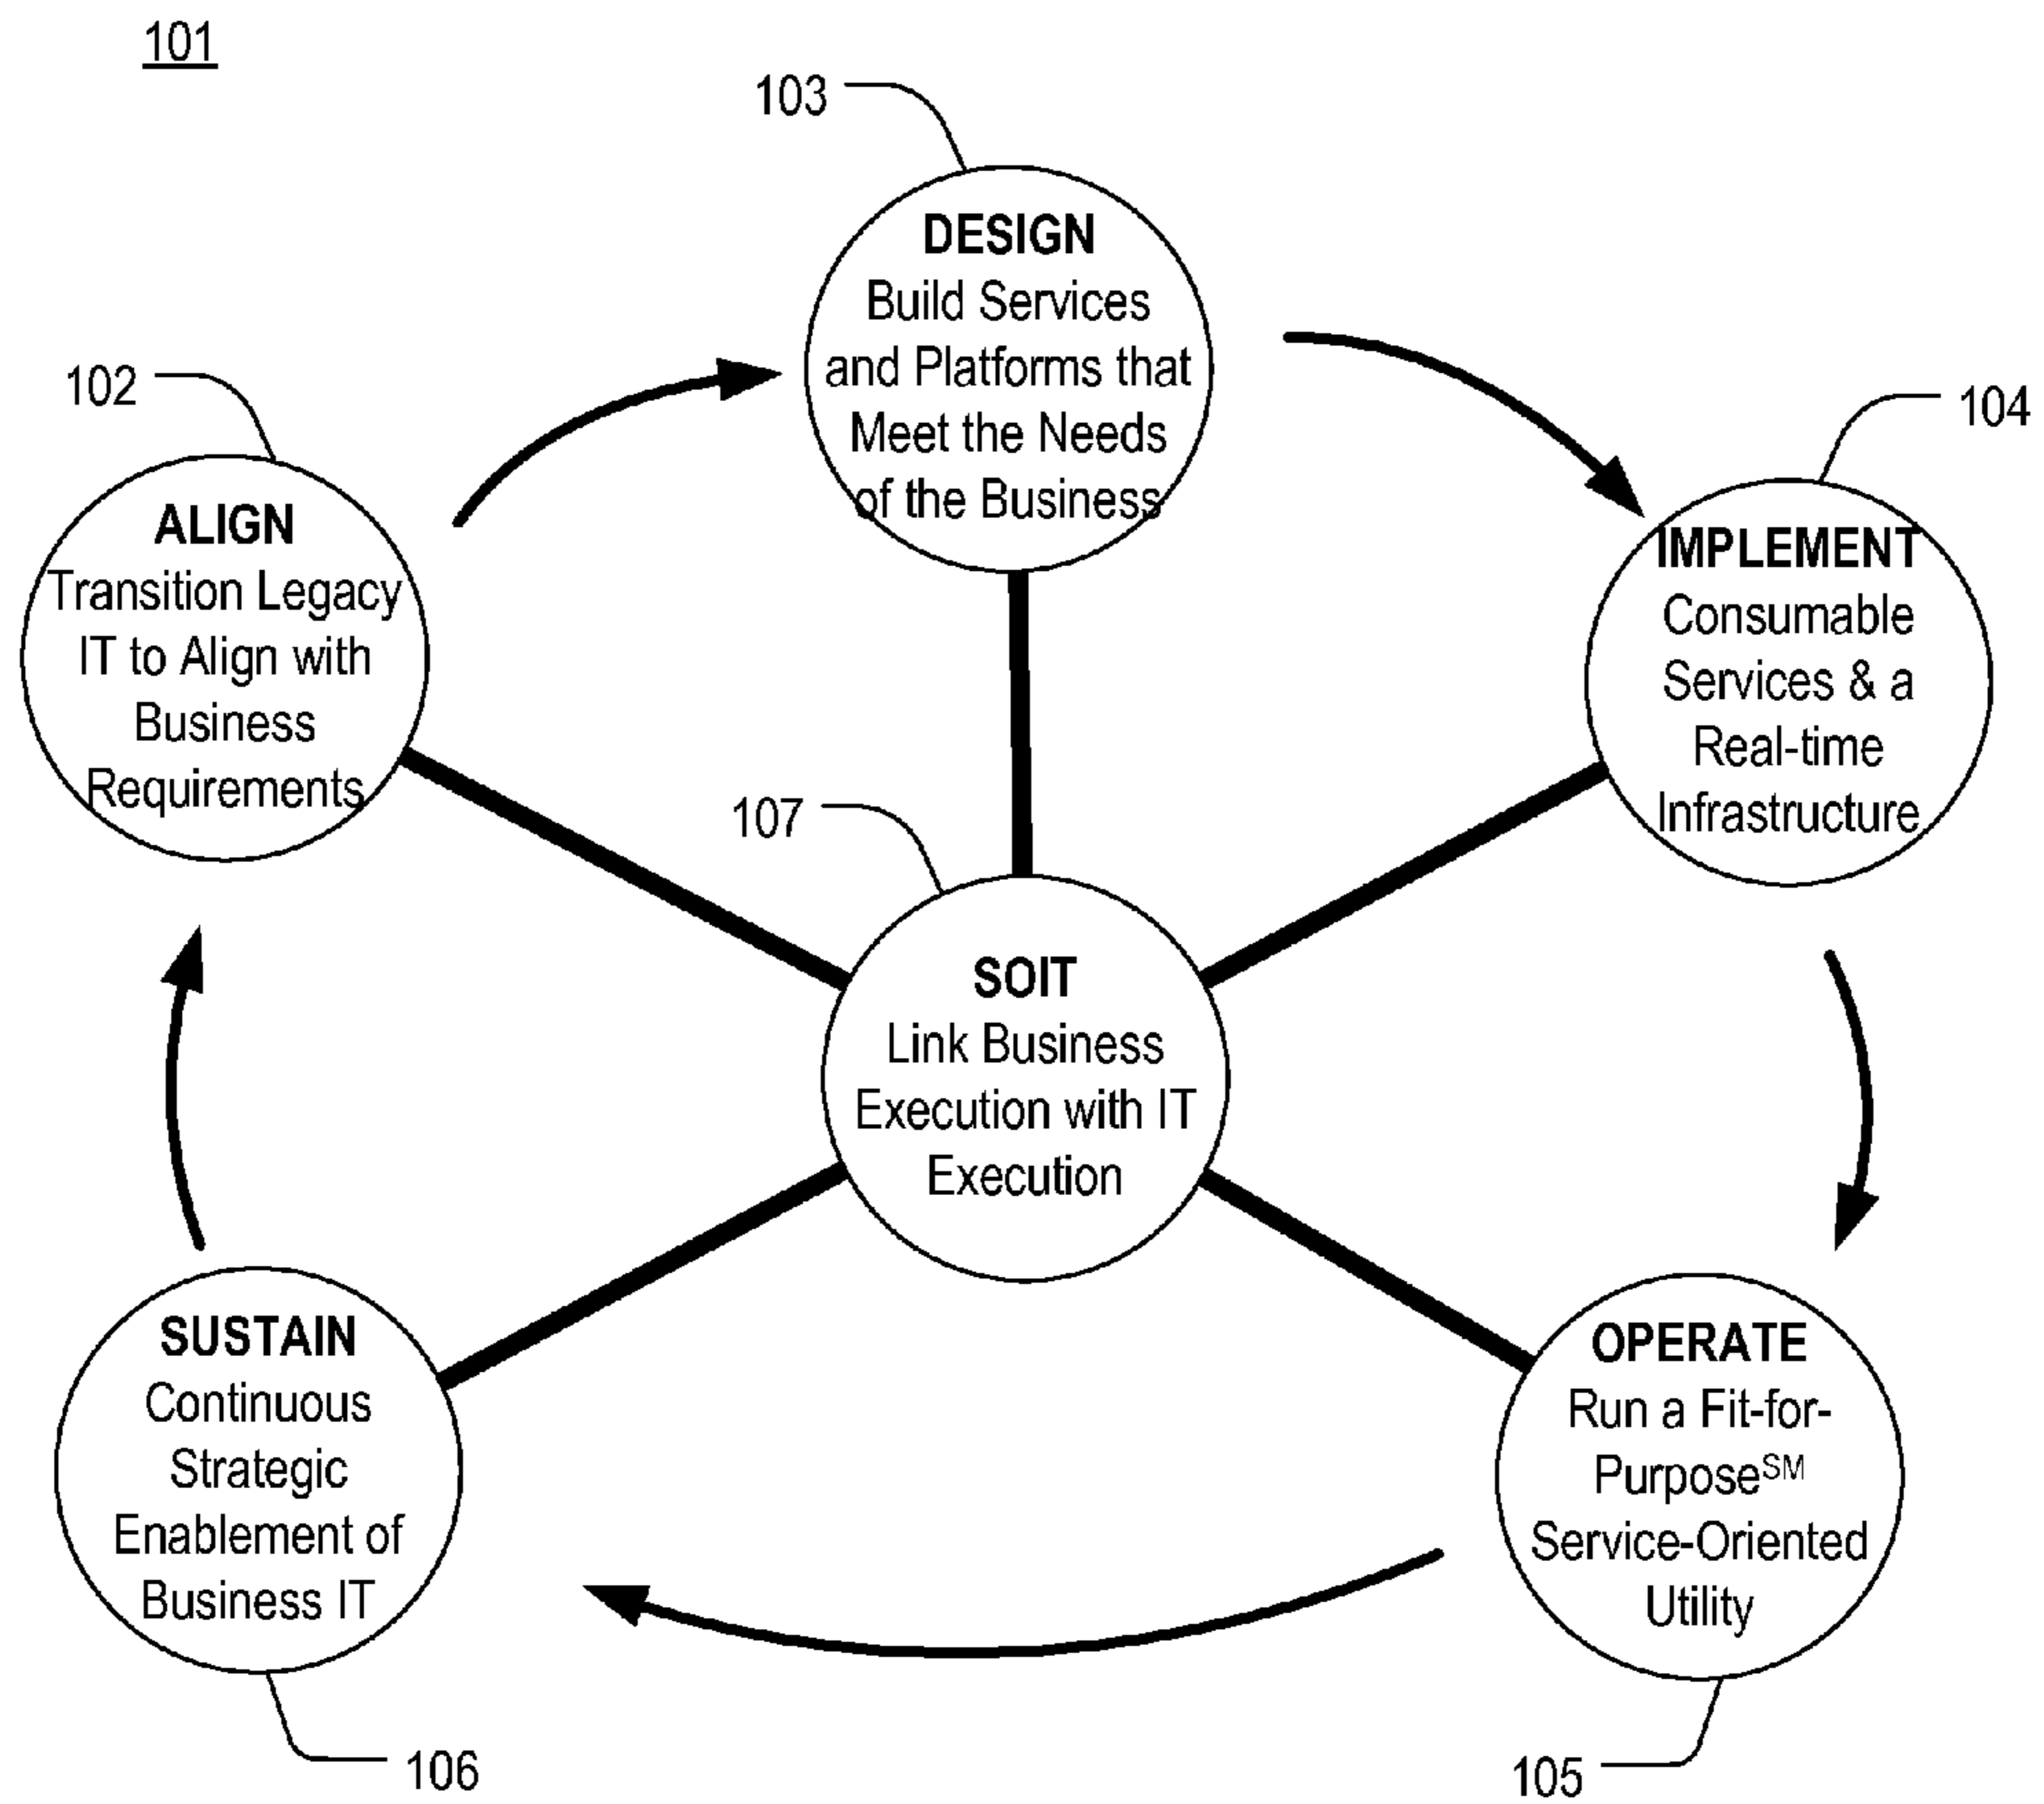 101
103
DESIGN
Build Services
and Platforms that
Meet the Needs
of the Business
102
ALIGN
Transition Legacy
IT to Align with
Business
Requirements
104
IMPLEMENT
Consumable
Services & a
Real-time
Infrastructure
107
SOIT
Link Business
Execution with IT
Execution
SUSTAIN
Continuous
Strategic
Enablement of
Business IT
106
OPERATE
Run a Fit-for-
Purpose℠
Service-Oriented
Utility
105